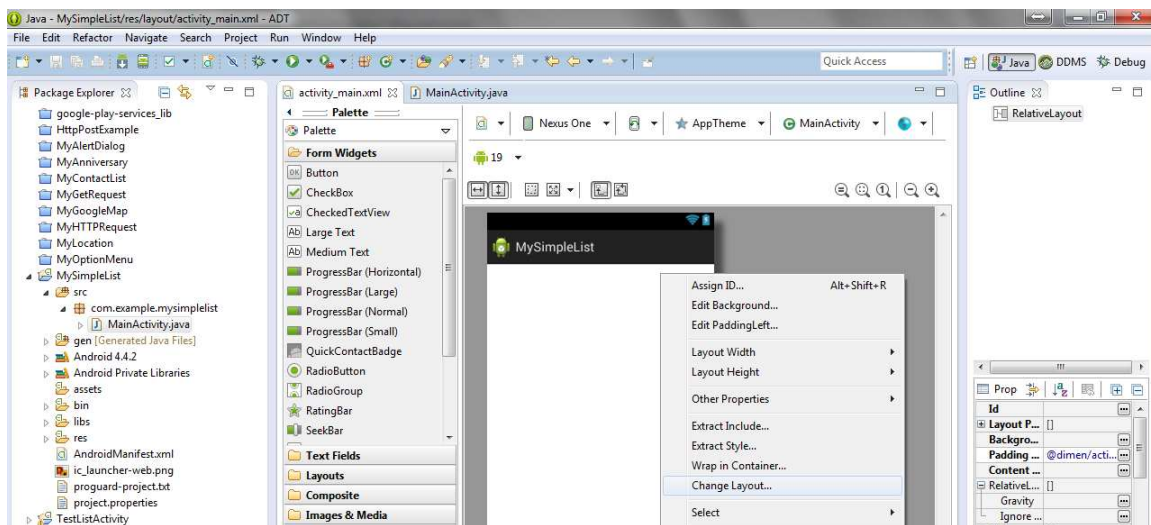 Java - MySimpleList/res/layout/activity_main.xml - ADT
File Edit Refactor Navigate Search Project Run Window Help
Quick Access
Java DDMS Debug
Package Explorer
google-play-services_lib
HttpPostExample
MyAlertDialog
MyAnniversary
MyContactList
MyGetRequest
MyGoogleMap
MyHTTPRequest
MyLocation
MyOptionMenu
MySimpleList
src
com.example.mysimplelist
MainActivity.java
gen [Generated Java Files]
Android 4.4.2
Android Private Libraries
assets
bin
libs
res
AndroidManifest.xml
ic_launcher-web.png
proguard-project.txt
project.properties
TestListActivity
activity_main.xml MainActivity.java
Palette
Palette
Form Widgets
OK Button
CheckBox
CheckedTextView
Ab Large Text
Ab Medium Text
ProgressBar (Horizontal)
ProgressBar (Large)
ProgressBar (Normal)
ProgressBar (Small)
QuickContactBadge
RadioButton
RadioGroup
RatingBar
SeekBar
Text Fields
Layouts
Composite
Images & Media
Nexus One AppTheme MainActivity
19
MySimpleList
Assign ID... Alt+Shift+R
Edit Background...
Edit PaddingLeft...
Layout Width
Layout Height
Other Properties
Extract Include...
Extract Style...
Wrap in Container...
Change Layout...
Select
Outline
RelativeLayout
Prop
Id
Layout P... []
Backgro...
Padding ... @dimen/acti...
Content ...
RelativeL... []
Gravity
Ignore ...